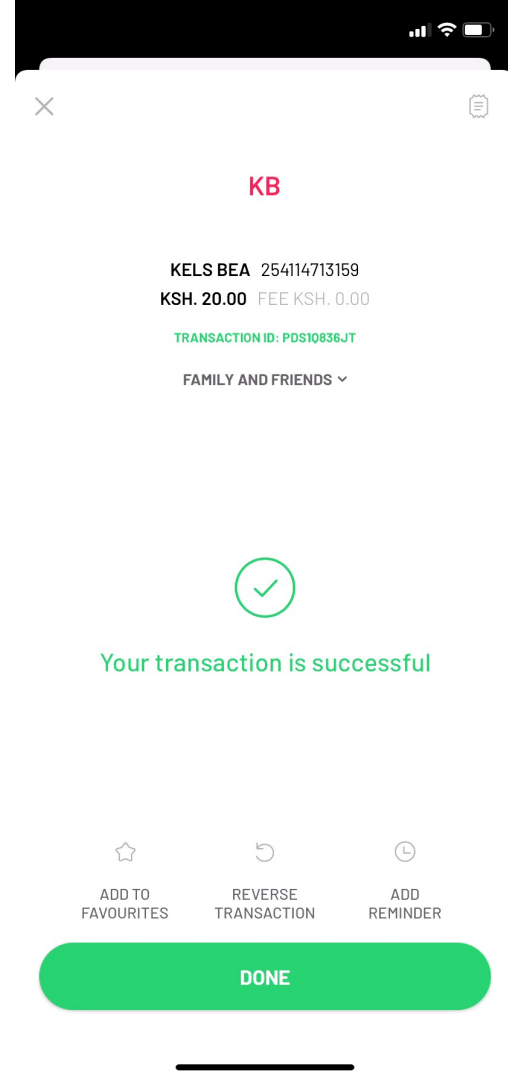 KB
KELS BEA 254114713159
KSH. 20.00 FEE KSH. 0.00
TRANSACTION ID: PDS1Q836JT
FAMILY AND FRIENDS
Your transaction is successful
ADD TO
FAVOURITES
REVERSE
TRANSACTION
ADD
REMINDER
DONE